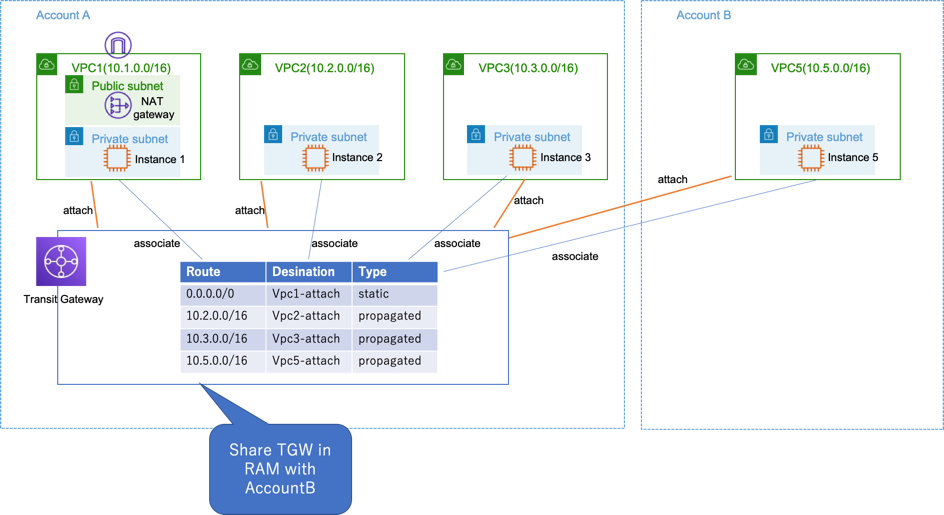 Account A
Account B
VPC1(10.1.0.0/16)
VPC2(10.2.0.0/16)
VPC3(10.3.0.0/16)
VPC5(10.5.0.0/16)
Public subnet
NAT
gateway
Private subnet
Instance 1
Private subnet
Instance 2
Private subnet
Instance 3
Private subnet
Instance 5
attach
attach
attach
attach
associate
associate
associate
associate
Transit Gateway
Route Desination Type
0.0.0.0/0 Vpc1-attach static
10.2.0.0/16 Vpc2-attach propagated
10.3.0.0/16 Vpc3-attach propagated
10.5.0.0/16 Vpc5-attach propagated
Share TGW in
RAM with
AccountB